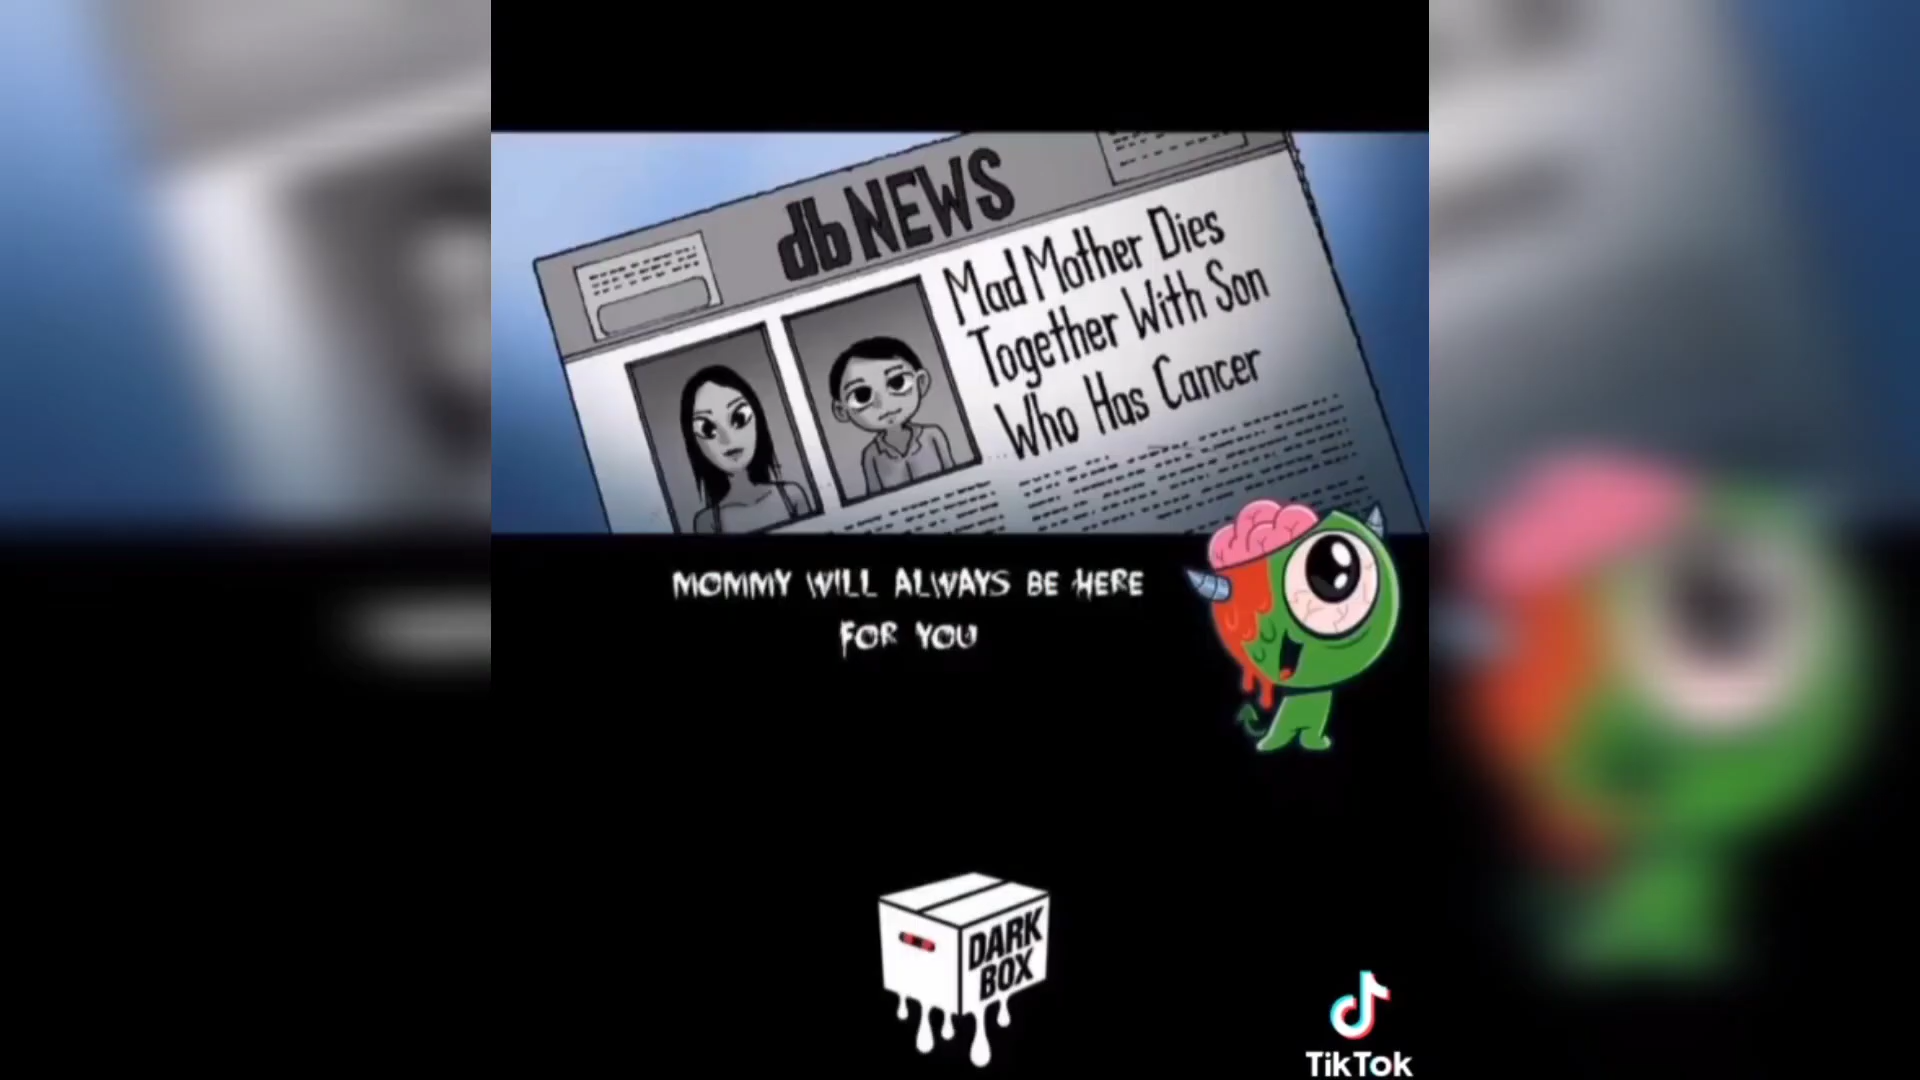 db NEWS
Mad Mother Dies
Together With Son
Who Has Cancer
MOMMY WILL ALWAYS BE HERE
FOR YOU
DARK
BOX
TikTok